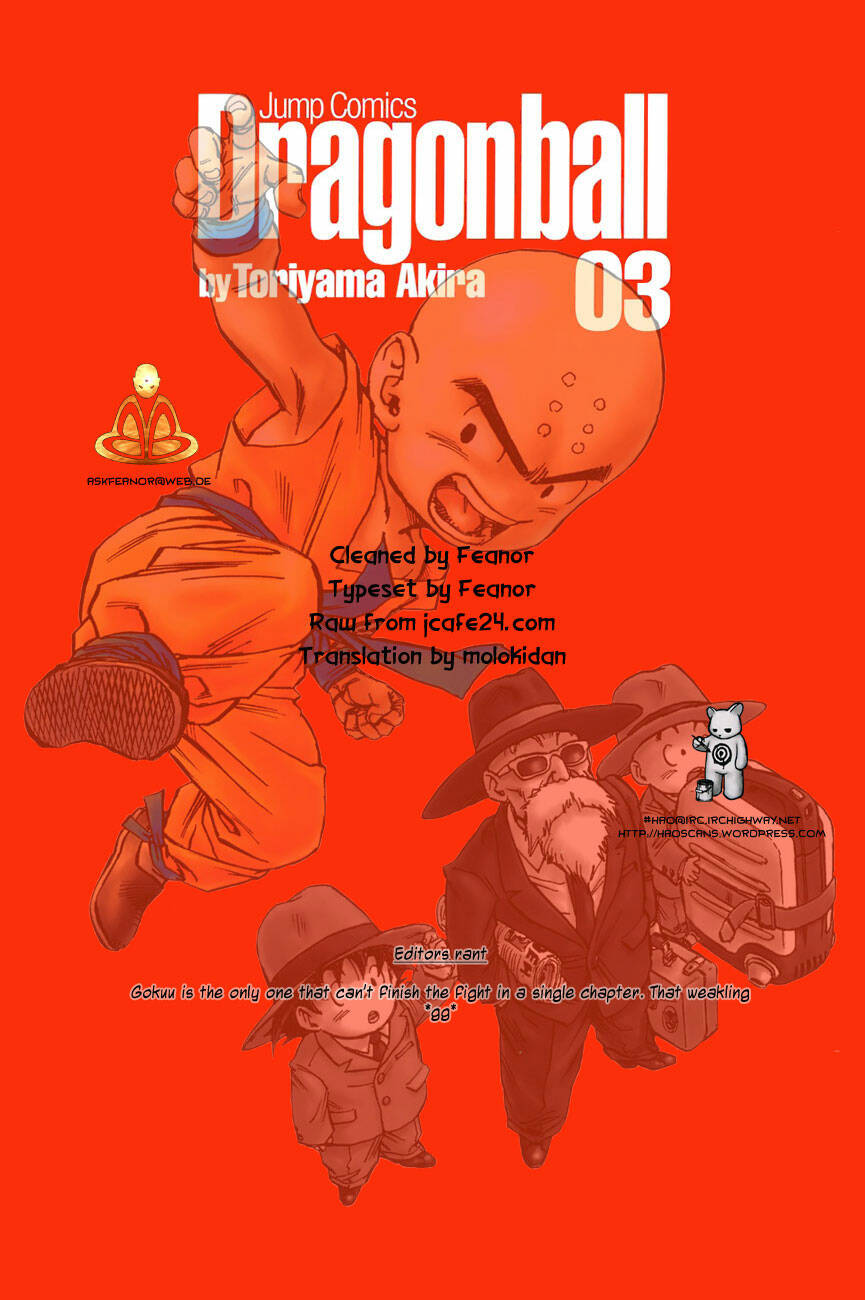 Jump Comics
Dragonball
by Toriyama Akira
03
ASKFEANOR@WEB.DE
Cleaned by Feanor
Typeset by Feanor
Raw from jcafe24.com
Translation by molokidan
#HAO@IRC.IRCHIGHWAY.NET
HTTP://HAOSCANS.WORDPRESS.COM
Editors rant
Gokuu is the only one that can't finish the fight in a single chapter. That weakling
*gg*